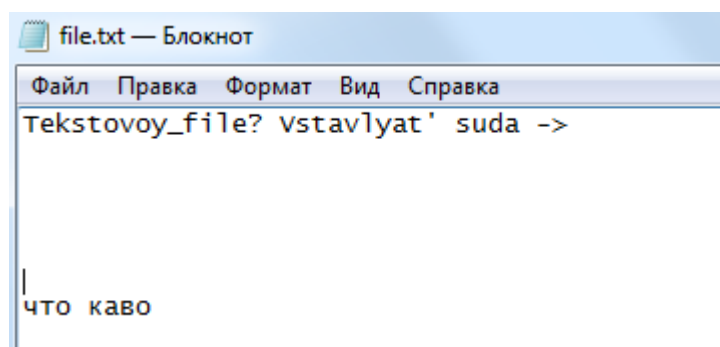 file.txt — Блокнот
Файл Правка Формат Вид Справка
Tekstovoy_file? Vstavlyat' suda ->
что каво